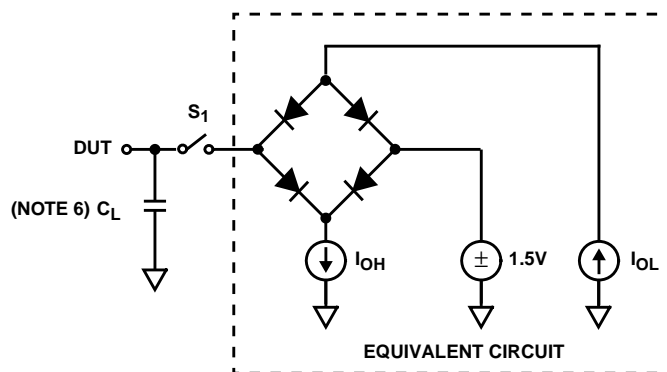 S1
DUT
(NOTE 6) CL
IOH
± 1.5V
IOL
EQUIVALENT CIRCUIT